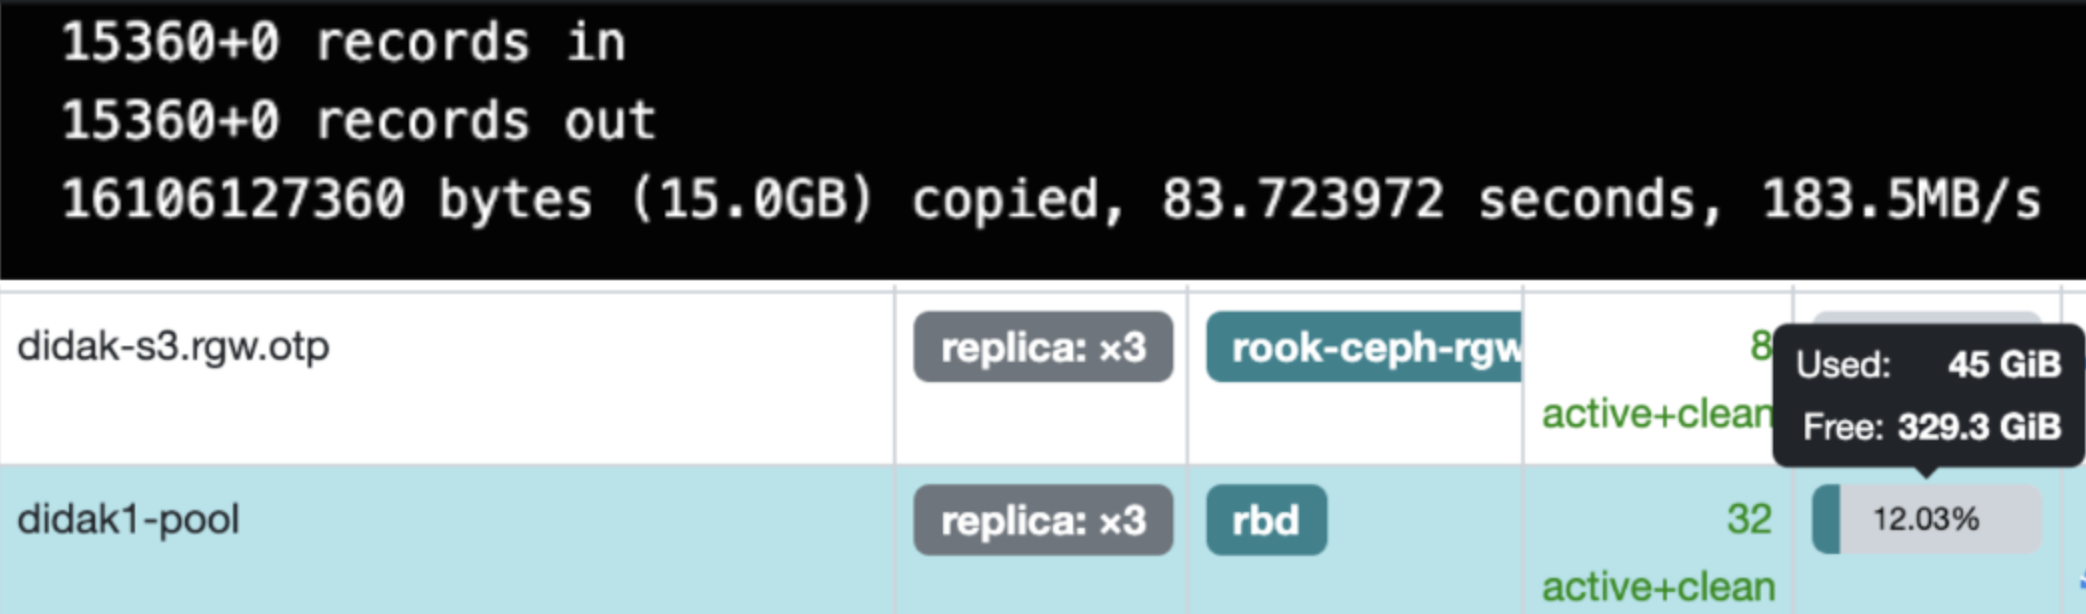 15360+0 records in
15360+0 records out
16106127360 bytes (15.0GB) copied, 83.723972 seconds, 183.5MB/s
didak-s3.rgw.otp replica: ×3 rook-ceph-rgw 8
active+clean
Used: 45 GiB
Free: 329.3 GiB
didak1-pool replica: ×3 rbd 32 12.03%
active+clean